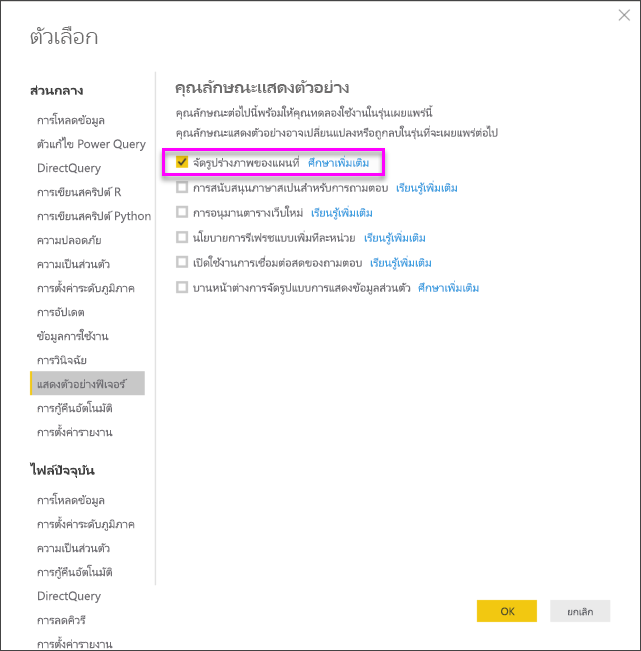 ตัวเลือก
ส่วนกลาง
การโหลดข้อมูล
ตัวแก้ไข Power Query
DirectQuery
การเขียนสคริปต์ R
การเขียนสคริปต์ Python
ความปลอดภัย
ความเป็นส่วนตัว
การตั้งค่าระดับภูมิภาค
การอัปเดต
ข้อมูลการใช้งาน
การวินิจฉัย
แสดงตัวอย่างฟีเจอร์
การกู้คืนอัตโนมัติ
การตั้งค่ารายงาน
ไฟล์ปัจจุบัน
การโหลดข้อมูล
การตั้งค่าระดับภูมิภาค
ความเป็นส่วนตัว
การกู้คืนอัตโนมัติ
DirectQuery
การลดคิวรี
การตั้งค่ารายงาน
คุณลักษณะแสดงตัวอย่าง
คุณลักษณะต่อไปนี้พร้อมให้คุณทดลองใช้งานในรุ่นเผยแพร่นี้
คุณลักษณะแสดงตัวอย่างอาจเปลี่ยนแปลงหรือถูกลบในรุ่นที่จะเผยแพร่ต่อไป
จัดรูปร่างภาพของแผนที่ ศึกษาเพิ่มเติม
การสนับสนุนภาษาสเปนสำหรับการถามตอบ เรียนรู้เพิ่มเติม
การอนุมานตารางเว็บใหม่ เรียนรู้เพิ่มเติม
นโยบายการรีเฟรชแบบเพิ่มทีละหน่วย เรียนรู้เพิ่มเติม
เปิดใช้งานการเชื่อมต่อสดของถามตอบ เรียนรู้เพิ่มเติม
บานหน้าต่างการจัดรูปแบบการแสดงข้อมูลส่วนตัว ศึกษาเพิ่มเติม
OK
ยกเลิก